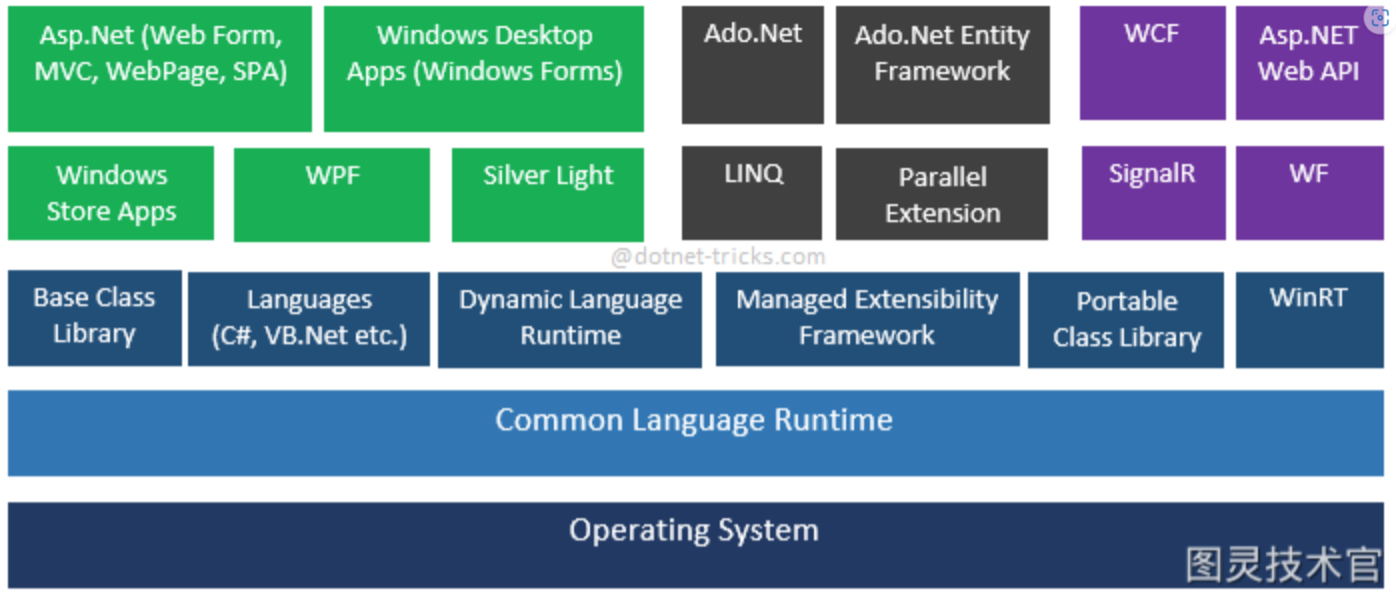 Asp.Net (Web Form,
MVC, WebPage, SPA)
Windows Desktop
Apps (Windows Forms)
Ado.Net
Ado.Net Entity
Framework
WCF
Asp.NET
Web API
Windows
Store Apps
WPF
Silver Light
LINQ
Parallel
Extension
SignalR
WF
@dotnet-tricks.com
Base Class
Library
Languages
(C#, VB.Net etc.)
Dynamic Language
Runtime
Managed Extensibility
Framework
Portable
Class Library
WinRT
Common Language Runtime
Operating System
图灵技术官